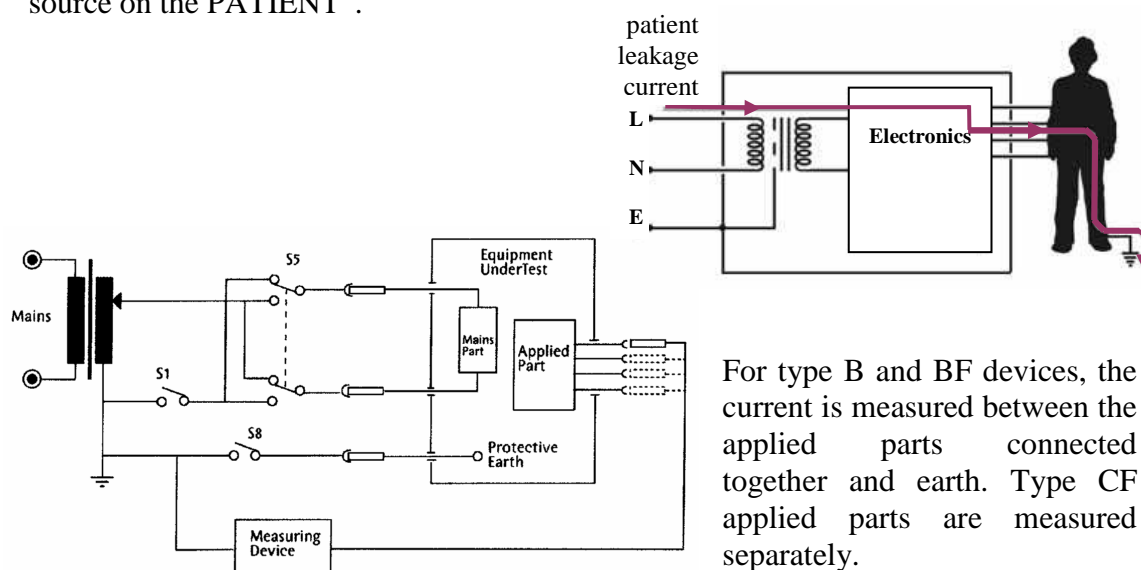 source on the PATIENT".
patient
leakage
current
L
N
E
Electronics
Mains
S1
S5
S8
Equipment
UnderTest
Mains
Part
Applied
Part
Protective
Earth
Measuring
Device
For type B and BF devices, the
current is measured between the
applied parts connected
together and earth. Type CF
applied parts are measured
separately.